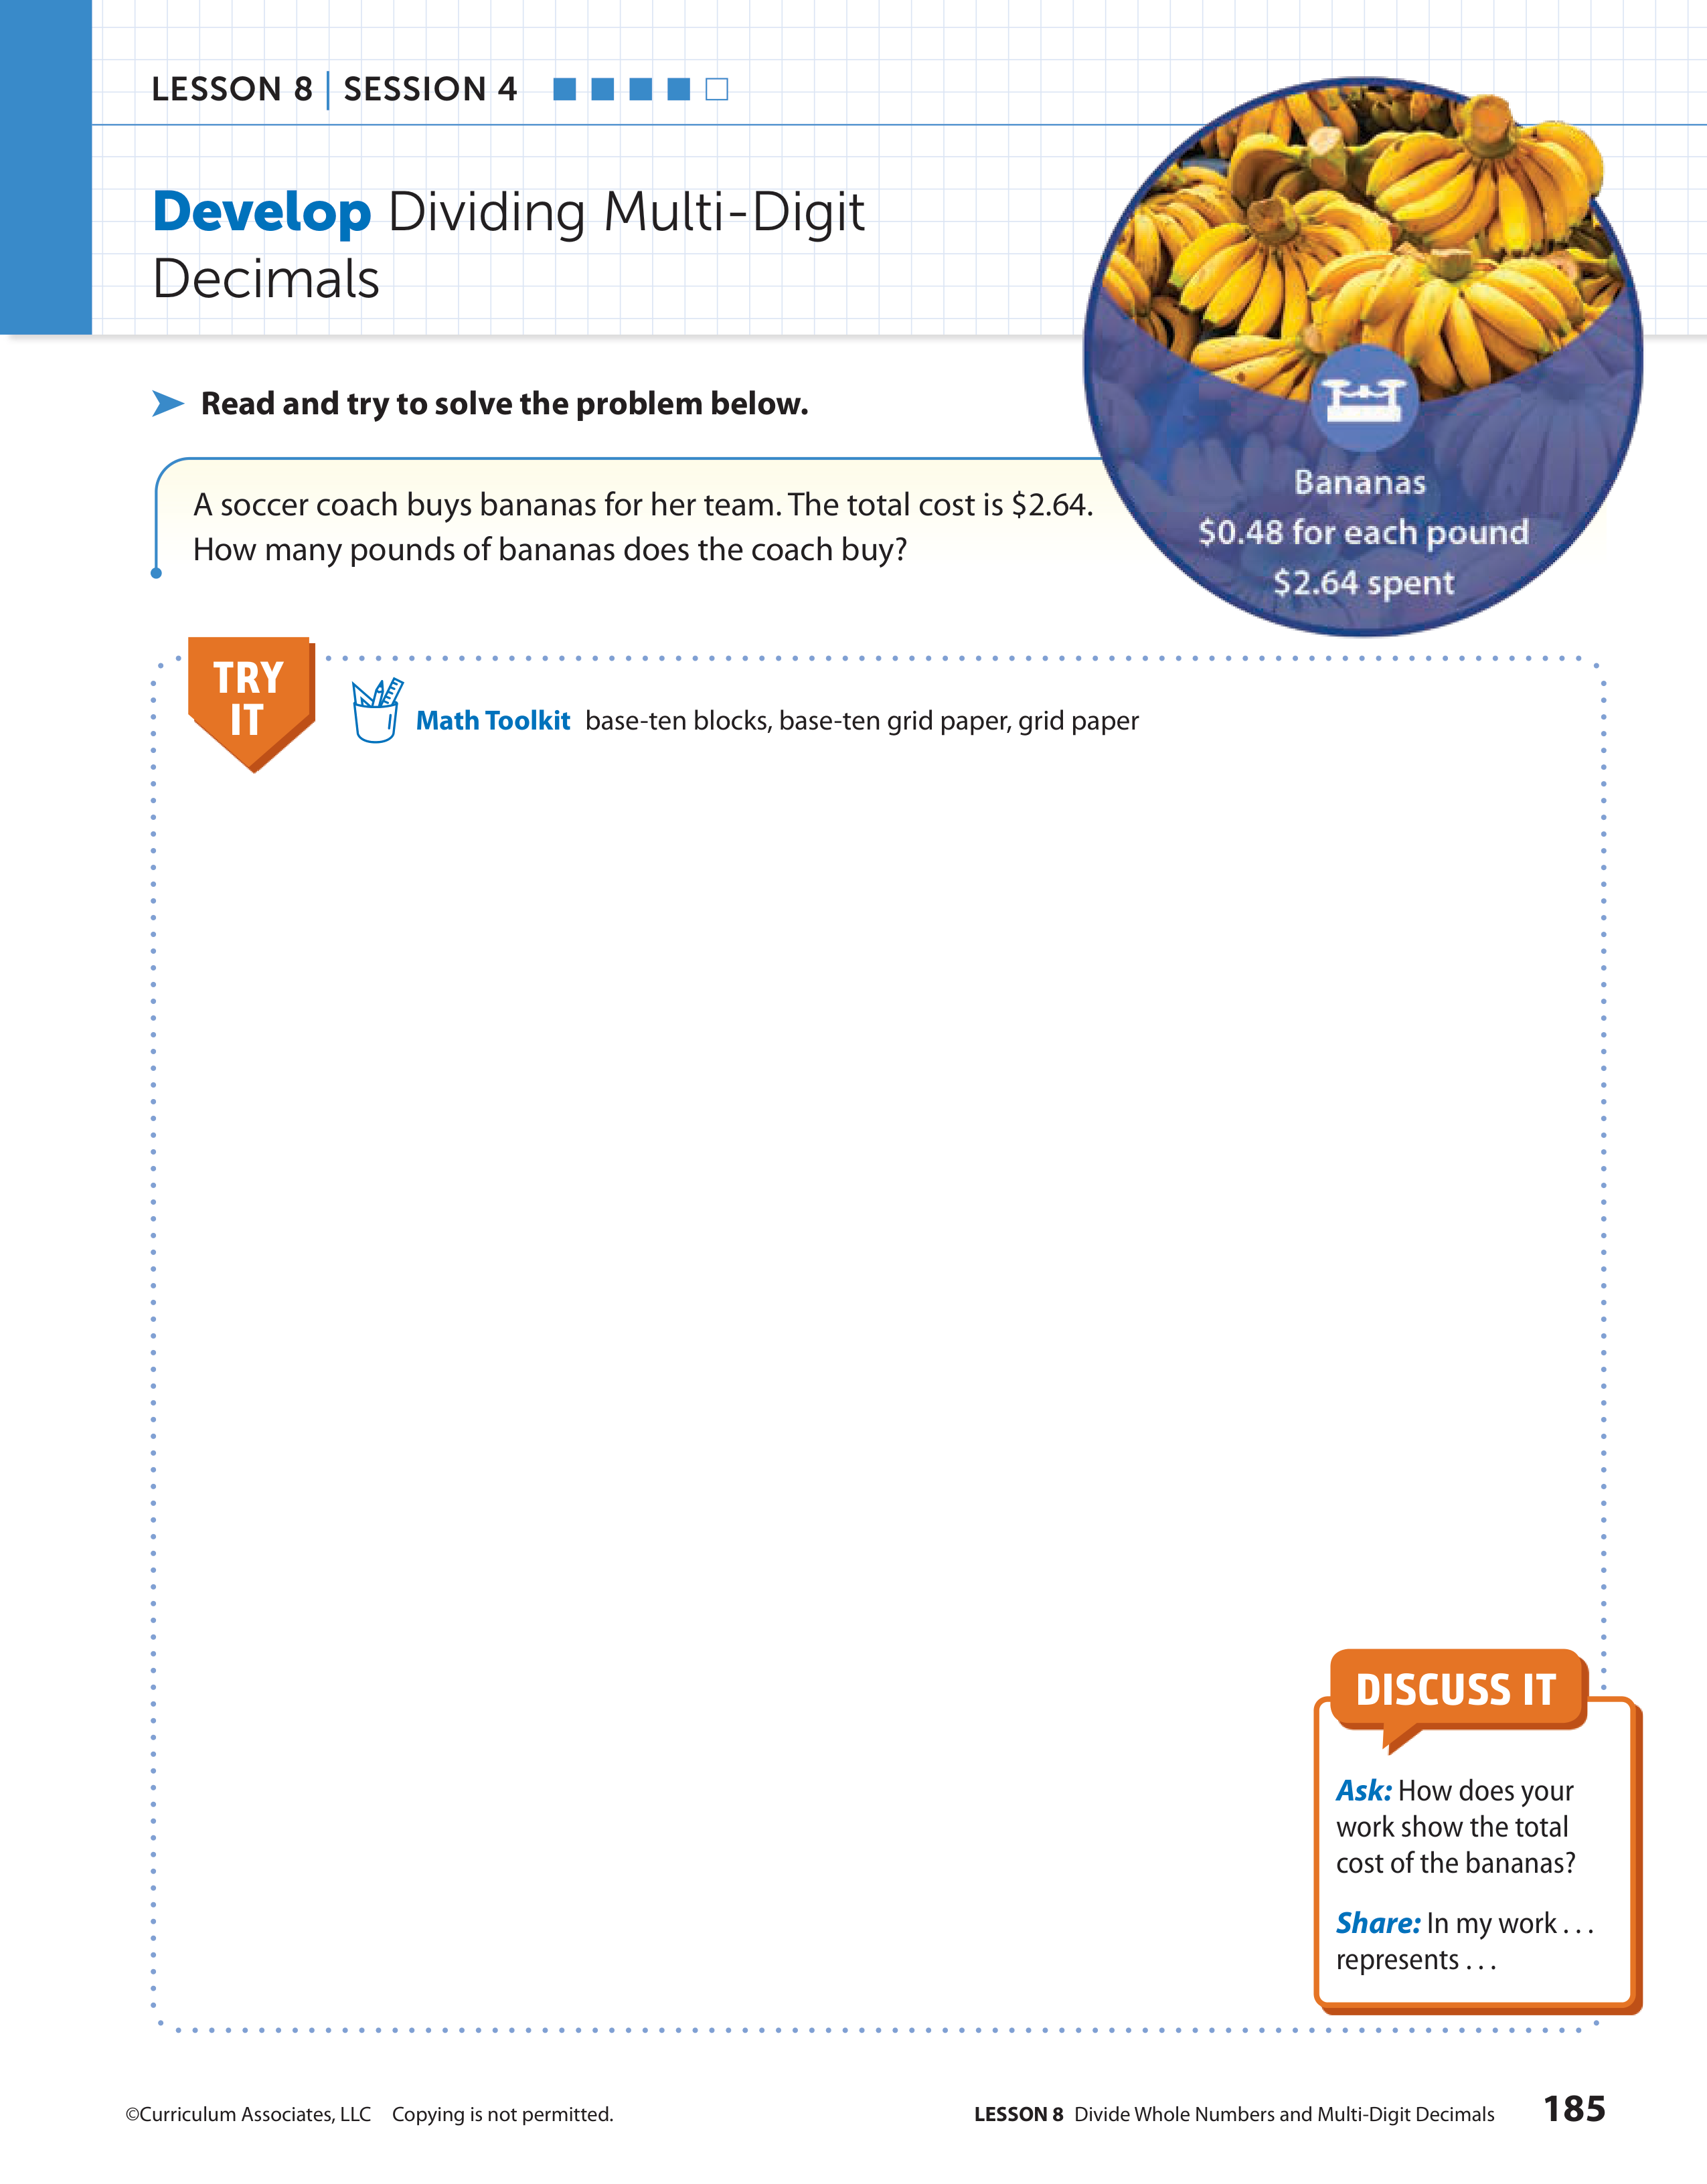 LESSON 8 | SESSION 4
Develop Dividing Multi-Digit
Decimals
Read and try to solve the problem below.
A soccer coach buys bananas for her team. The total cost is $2.64.
How many pounds of bananas does the coach buy?
Bananas
$0.48 for each pound
$2.64 spent
TRY
IT
Math Toolkit base-ten blocks, base-ten grid paper, grid paper
DISCUSS IT
Ask: How does your
work show the total
cost of the bananas?
Share: In my work . . .
represents . . .
©Curriculum Associates, LLC Copying is not permitted.
LESSON 8 Divide Whole Numbers and Multi-Digit Decimals 185